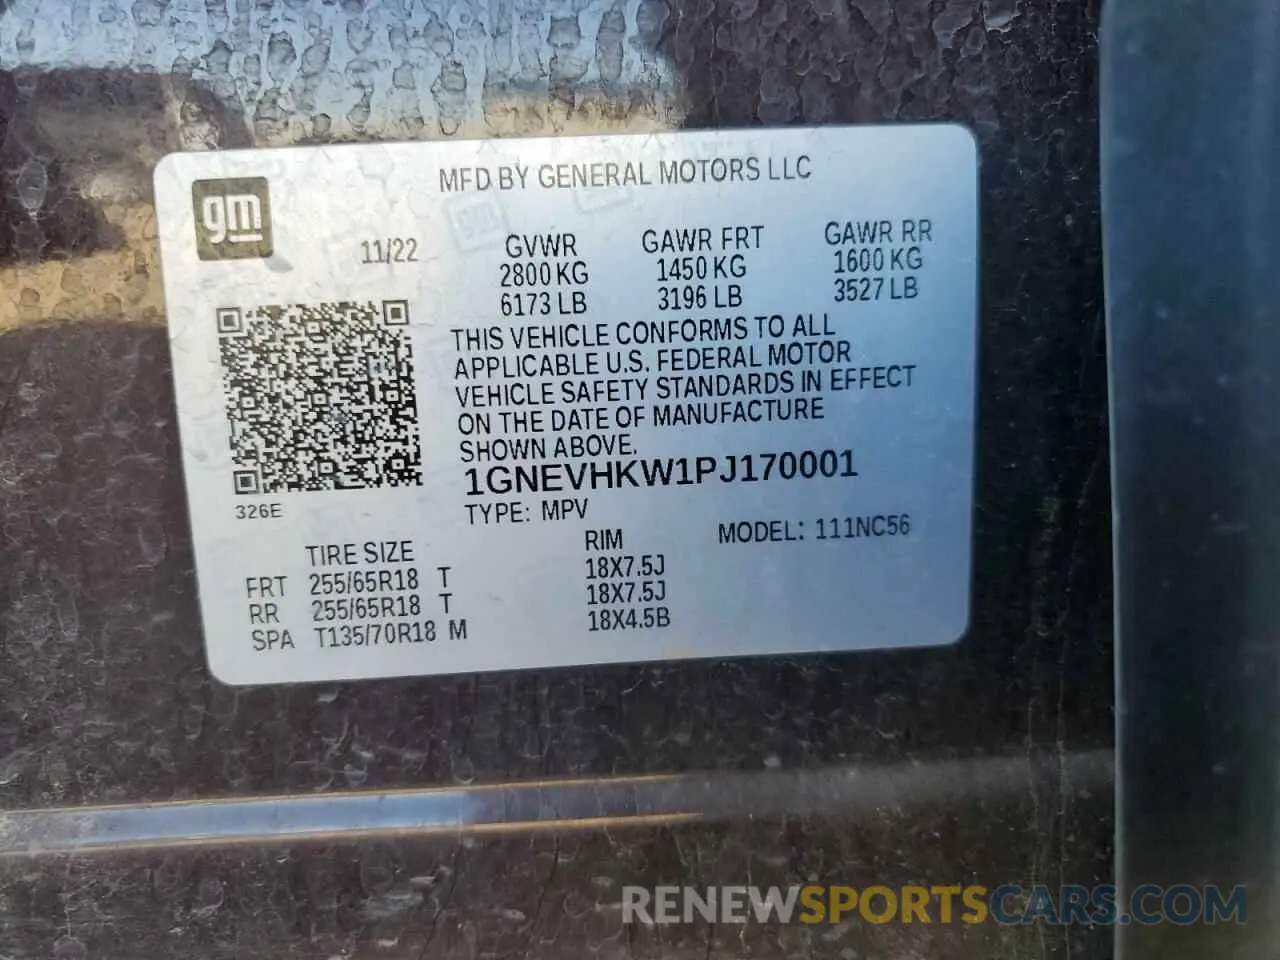 MFD BY GENERAL MOTORS LLC
gm
11/22
GVWR GAWR FRT GAWR RR
2800 KG 1450 KG 1600 KG
6173 LB 3196 LB 3527 LB
THIS VEHICLE CONFORMS TO ALL
APPLICABLE U.S. FEDERAL MOTOR
VEHICLE SAFETY STANDARDS IN EFFECT
ON THE DATE OF MANUFACTURE
SHOWN ABOVE.
1GNEVHKW1PJ170001
326E
TYPE: MPV
MODEL: 111NC56
TIRE SIZE RIM
FRT 255/65R18 T 18X7.5J
RR 255/65R18 T 18X7.5J
SPA T135/70R18 M 18X4.5B
RENEWSPORTSCARS.COM